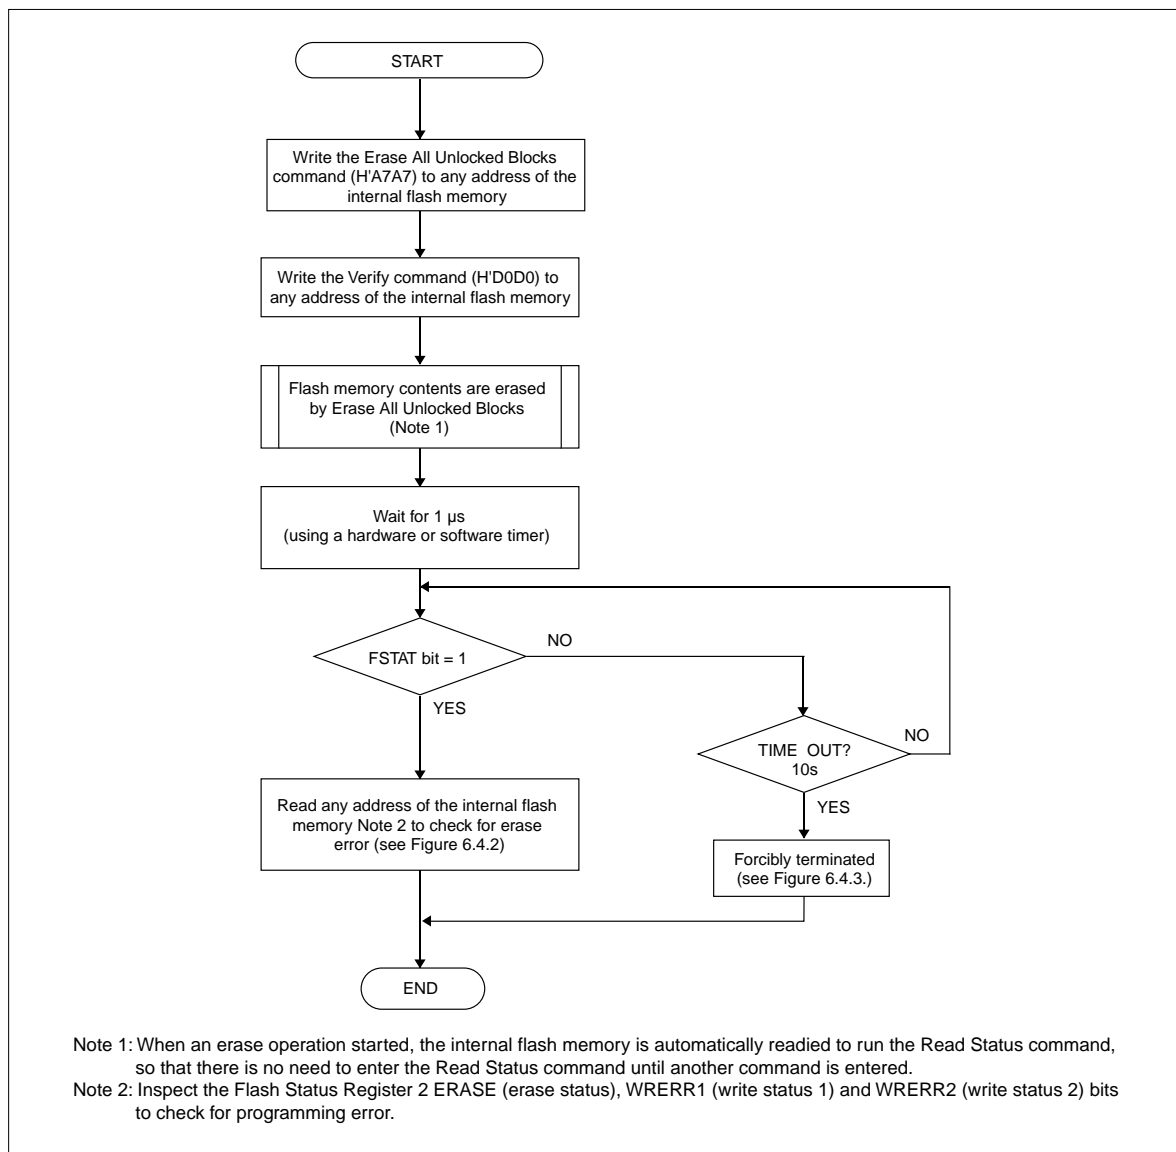 START
Write the Erase All Unlocked Blocks
command (H'A7A7) to any address of the
internal flash memory
Write the Verify command (H'D0D0) to
any address of the internal flash memory
Flash memory contents are erased
by Erase All Unlocked Blocks
(Note 1)
Wait for 1 µs
(using a hardware or software timer)
FSTAT bit = 1
NO
YES
TIME OUT?
10s
NO
YES
Read any address of the internal flash
memory Note 2 to check for erase
error (see Figure 6.4.2)
Forcibly terminated
(see Figure 6.4.3.)
END
Note 1: When an erase operation started, the internal flash memory is automatically readied to run the Read Status command,
so that there is no need to enter the Read Status command until another command is entered.
Note 2: Inspect the Flash Status Register 2 ERASE (erase status), WRERR1 (write status 1) and WRERR2 (write status 2) bits
to check for programming error.